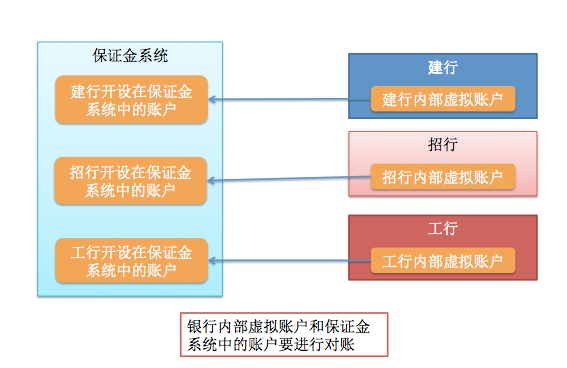 保证金系统
建行开设在保证金
系统中的账户
招行开设在保证金
系统中的账户
工行开设在保证金
系统中的账户
建行
建行内部虚拟账户
招行
招行内部虚拟账户
工行
工行内部虚拟账户
银行内部虚拟账户和保证金
系统中的账户要进行对账